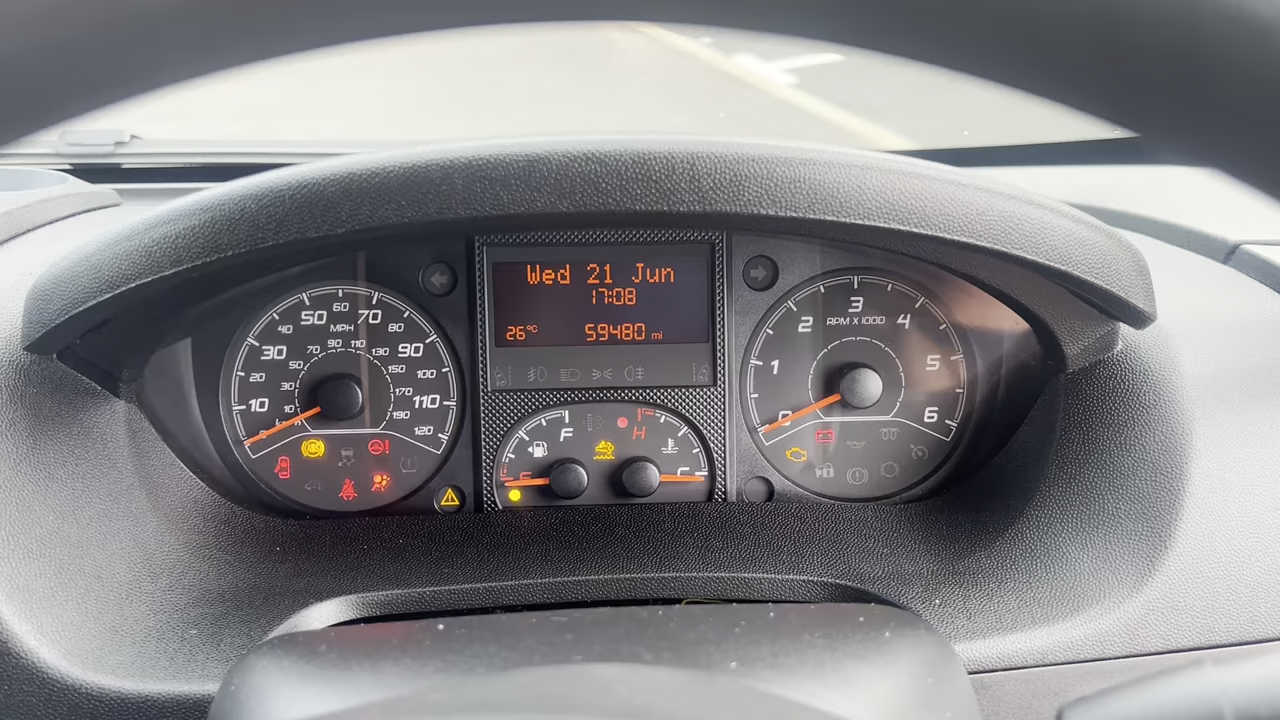 Wed 21 Jun
17:08
26°C 59480 mi
10 20 30 40 50 60 70 80 90 100 110 120
MPH
10 30 50 70 90 110 130 150 170 190
ABS
F
H
C
0 1 2 3 4 5 6
RPM X 1000